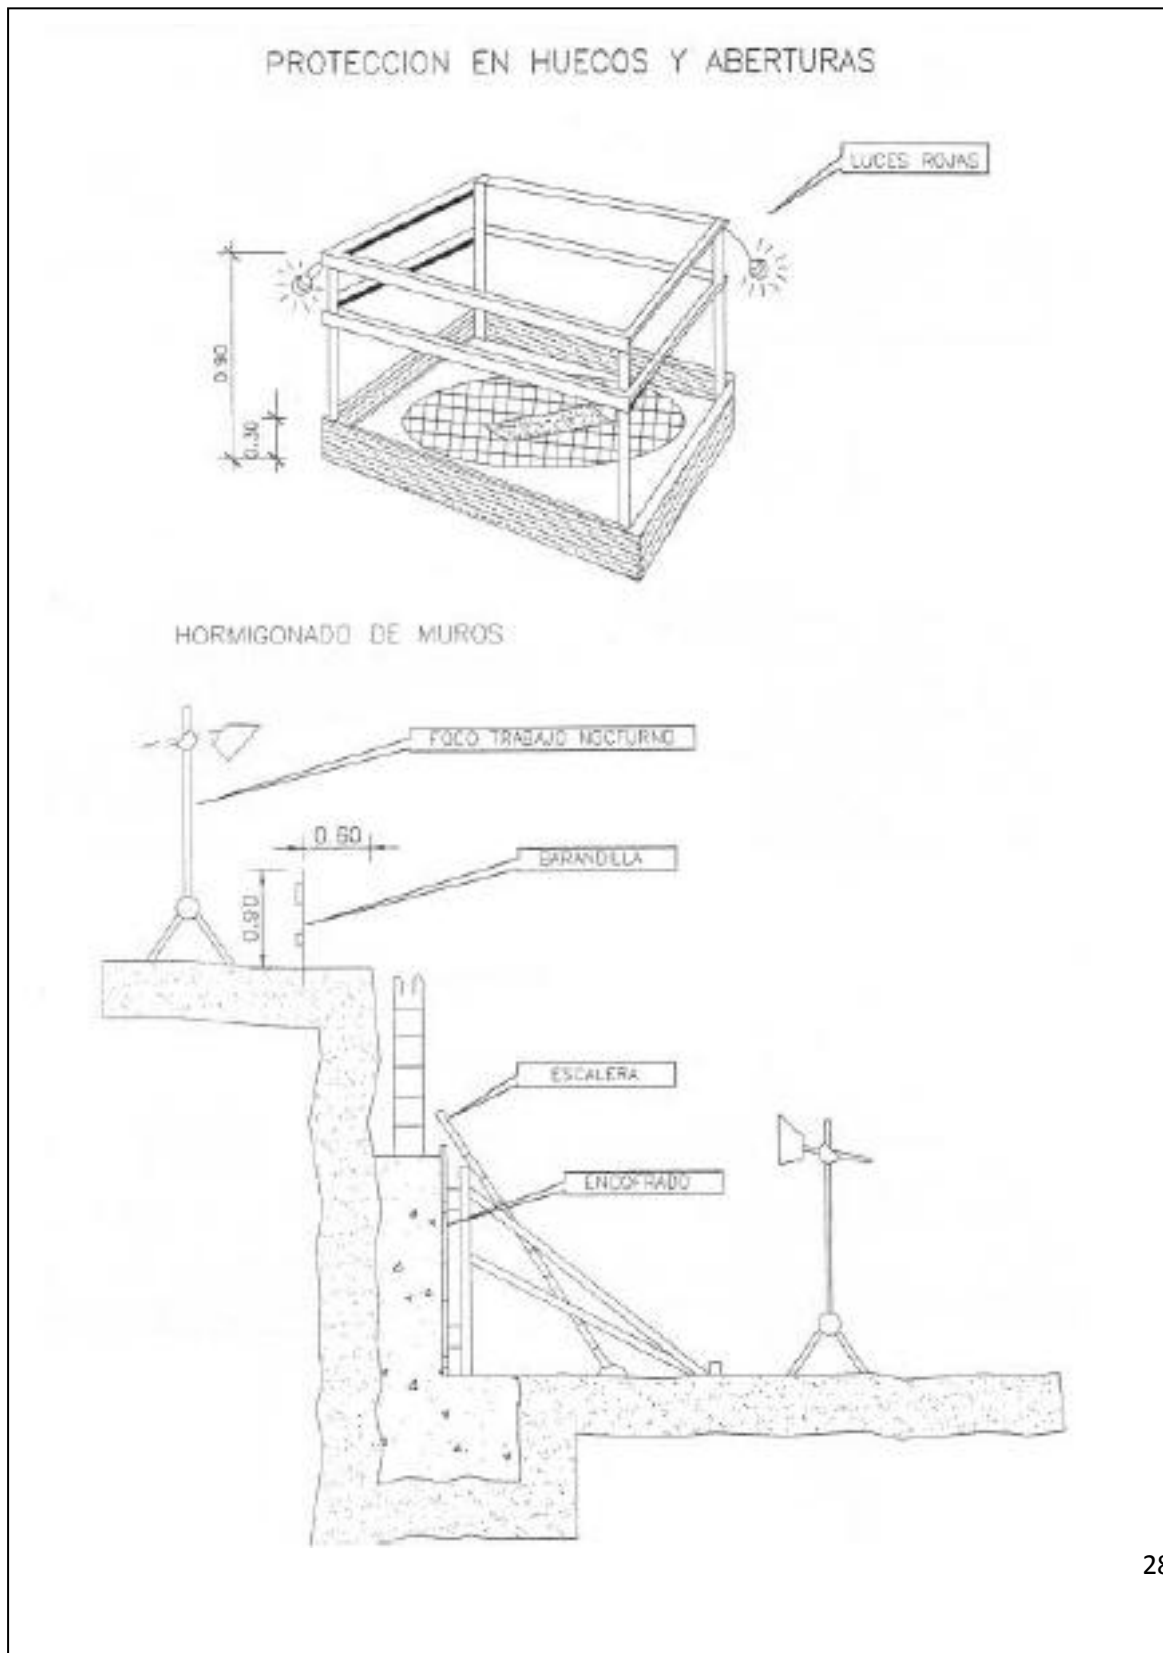 PROTECCION EN HUECOS Y ABERTURAS
LUCES ROJAS
0.90
0.30
HORMIGONADO DE MUROS
FOCO TRABAJO NOCTURNO
0.60
BARANDILLA
0.90
ESCALERA
ENCOFRADO
28